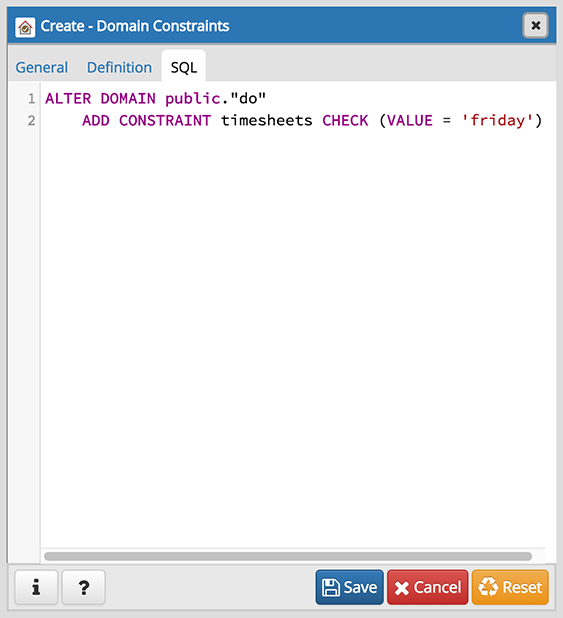 Create - Domain Constraints
General Definition SQL
1 ALTER DOMAIN public."do"
2     ADD CONSTRAINT timesheets CHECK (VALUE = 'friday')
i ? Save Cancel Reset